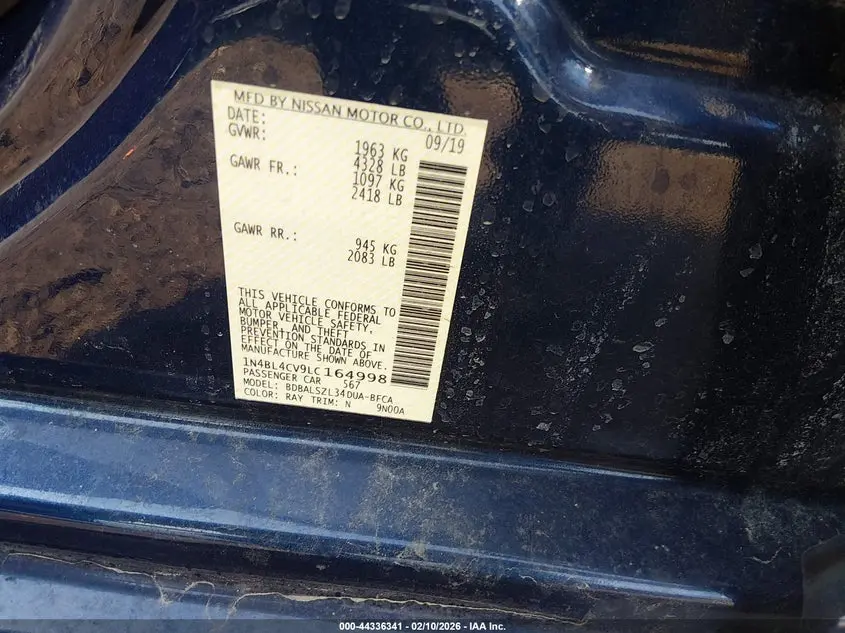 MFD BY NISSAN MOTOR CO., LTD.
DATE: 09/19
GVWR: 1963 KG
4328 LB
GAWR FR.: 1097 KG
2418 LB
GAWR RR.: 945 KG
2083 LB
THIS VEHICLE CONFORMS TO
ALL APPLICABLE FEDERAL
MOTOR VEHICLE SAFETY,
BUMPER, AND THEFT
PREVENTION STANDARDS IN
EFFECT ON THE DATE OF
MANUFACTURE SHOWN ABOVE.
1N4BL4CV9LC164998
PASSENGER CAR 567
MODEL: BDBALSZL34DUA-BFCA
COLOR: RAY TRIM: N 9N00A
000-44336341 - 02/10/2026 - IAA Inc.